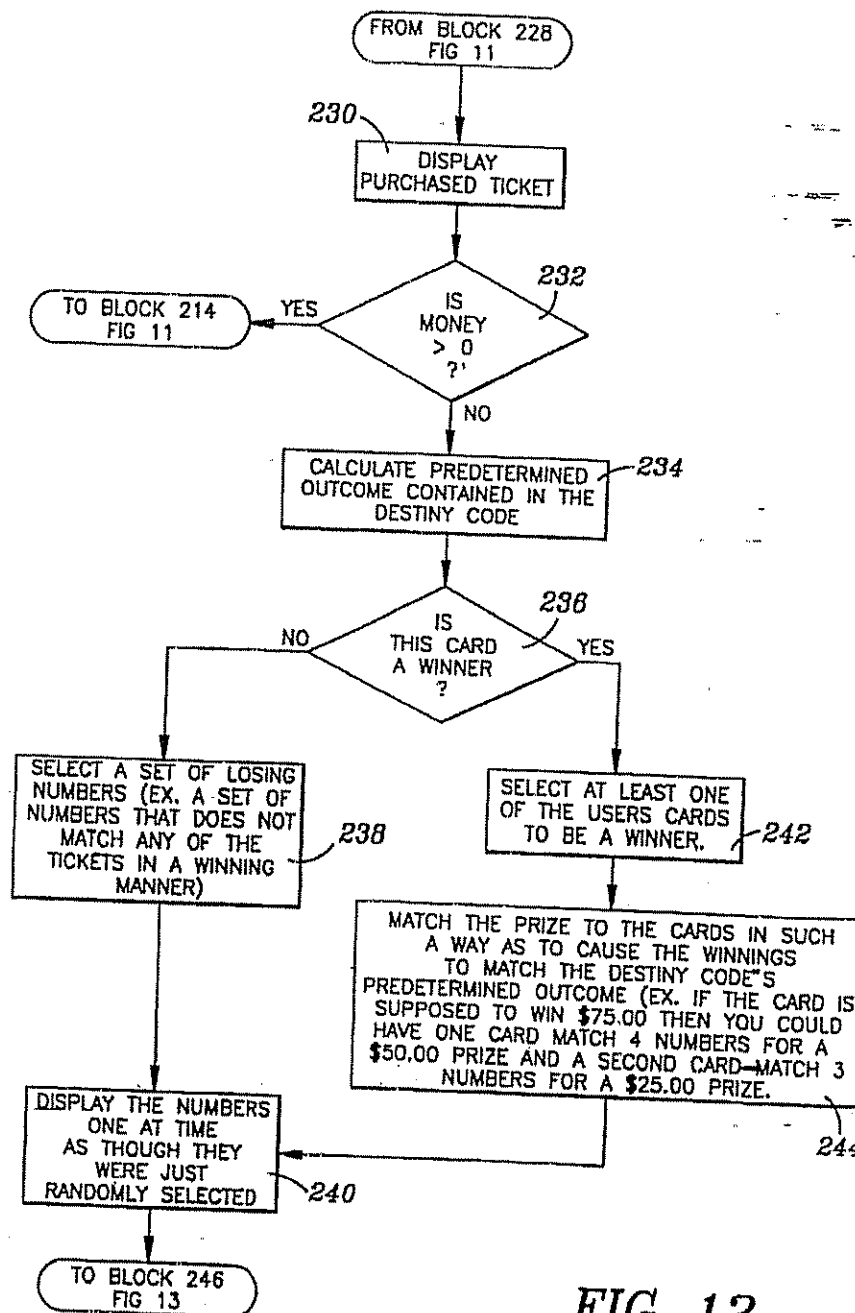 FROM BLOCK 228
FIG 11
230
DISPLAY
PURCHASED TICKET
232
IS
MONEY
> 0
?'
YES
TO BLOCK 214
FIG 11
NO
CALCULATE PREDETERMINED
OUTCOME CONTAINED IN THE
DESTINY CODE
234
236
IS
THIS CARD
A WINNER
?
NO
YES
SELECT A SET OF LOSING
NUMBERS (EX. A SET OF
NUMBERS THAT DOES NOT
MATCH ANY OF THE
TICKETS IN A WINNING
MANNER)
238
SELECT AT LEAST ONE
OF THE USERS CARDS
TO BE A WINNER.
242
MATCH THE PRIZE TO THE CARDS IN SUCH
A WAY AS TO CAUSE THE WINNINGS
TO MATCH THE DESTINY CODE"S
PREDETERMINED OUTCOME (EX. IF THE CARD IS
SUPPOSED TO WIN $75.00 THEN YOU COULD
HAVE ONE CARD MATCH 4 NUMBERS FOR A
$50.00 PRIZE AND A SECOND CARD-MATCH 3
NUMBERS FOR A $25.00 PRIZE.
244
DISPLAY THE NUMBERS
ONE AT TIME
AS THOUGH THEY
WERE JUST
RANDOMLY SELECTED
240
TO BLOCK 246
FIG 13
FIG. 12